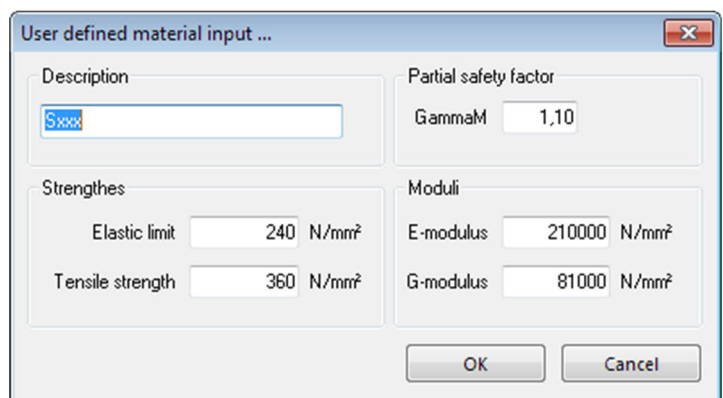 User defined material input ...
Description
Sxxx
Partial safety factor
GammaM 1,10
Strengthes
Elastic limit 240 N/mm²
Tensile strength 360 N/mm²
Moduli
E-modulus 210000 N/mm²
G-modulus 81000 N/mm²
OK Cancel